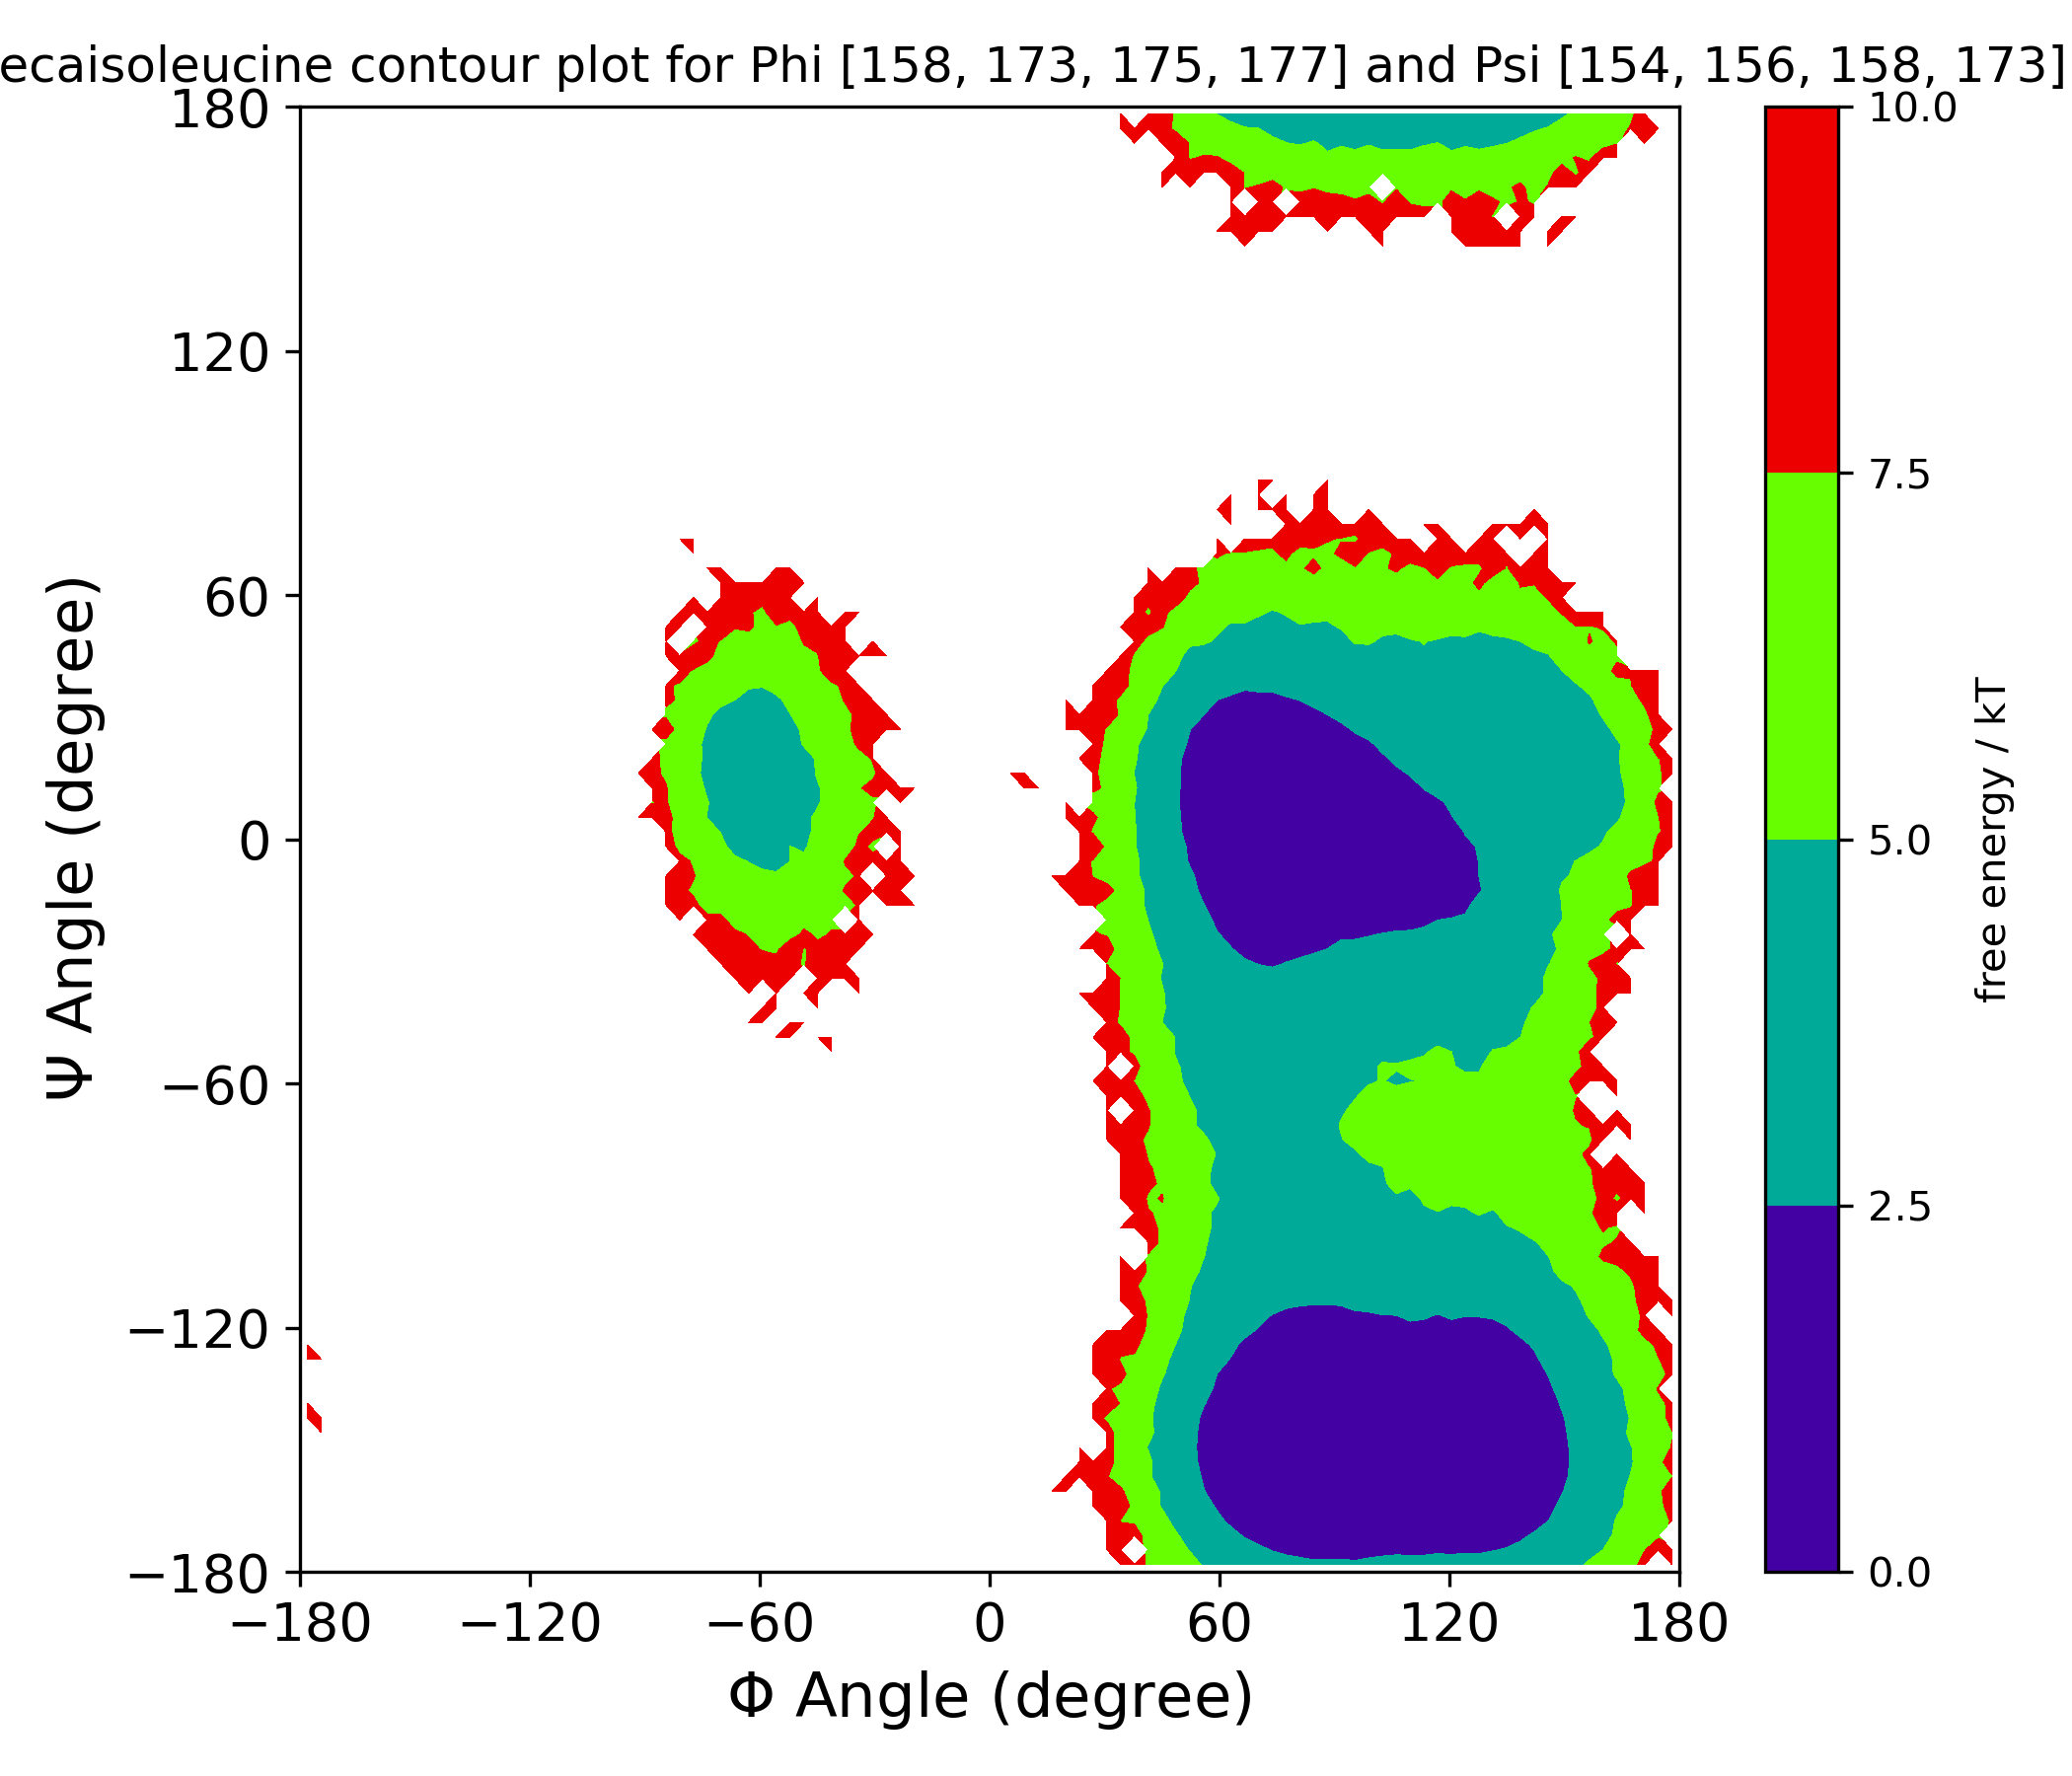 ecaisoleucine contour plot for Phi [158, 173, 175, 177] and Psi [154, 156, 158, 173]
180
120
60
0
−60
−120
−180
Ψ Angle (degree)
−180 −120 −60 0 60 120 180
Φ Angle (degree)
10.0
7.5
5.0
2.5
0.0
free energy / kT